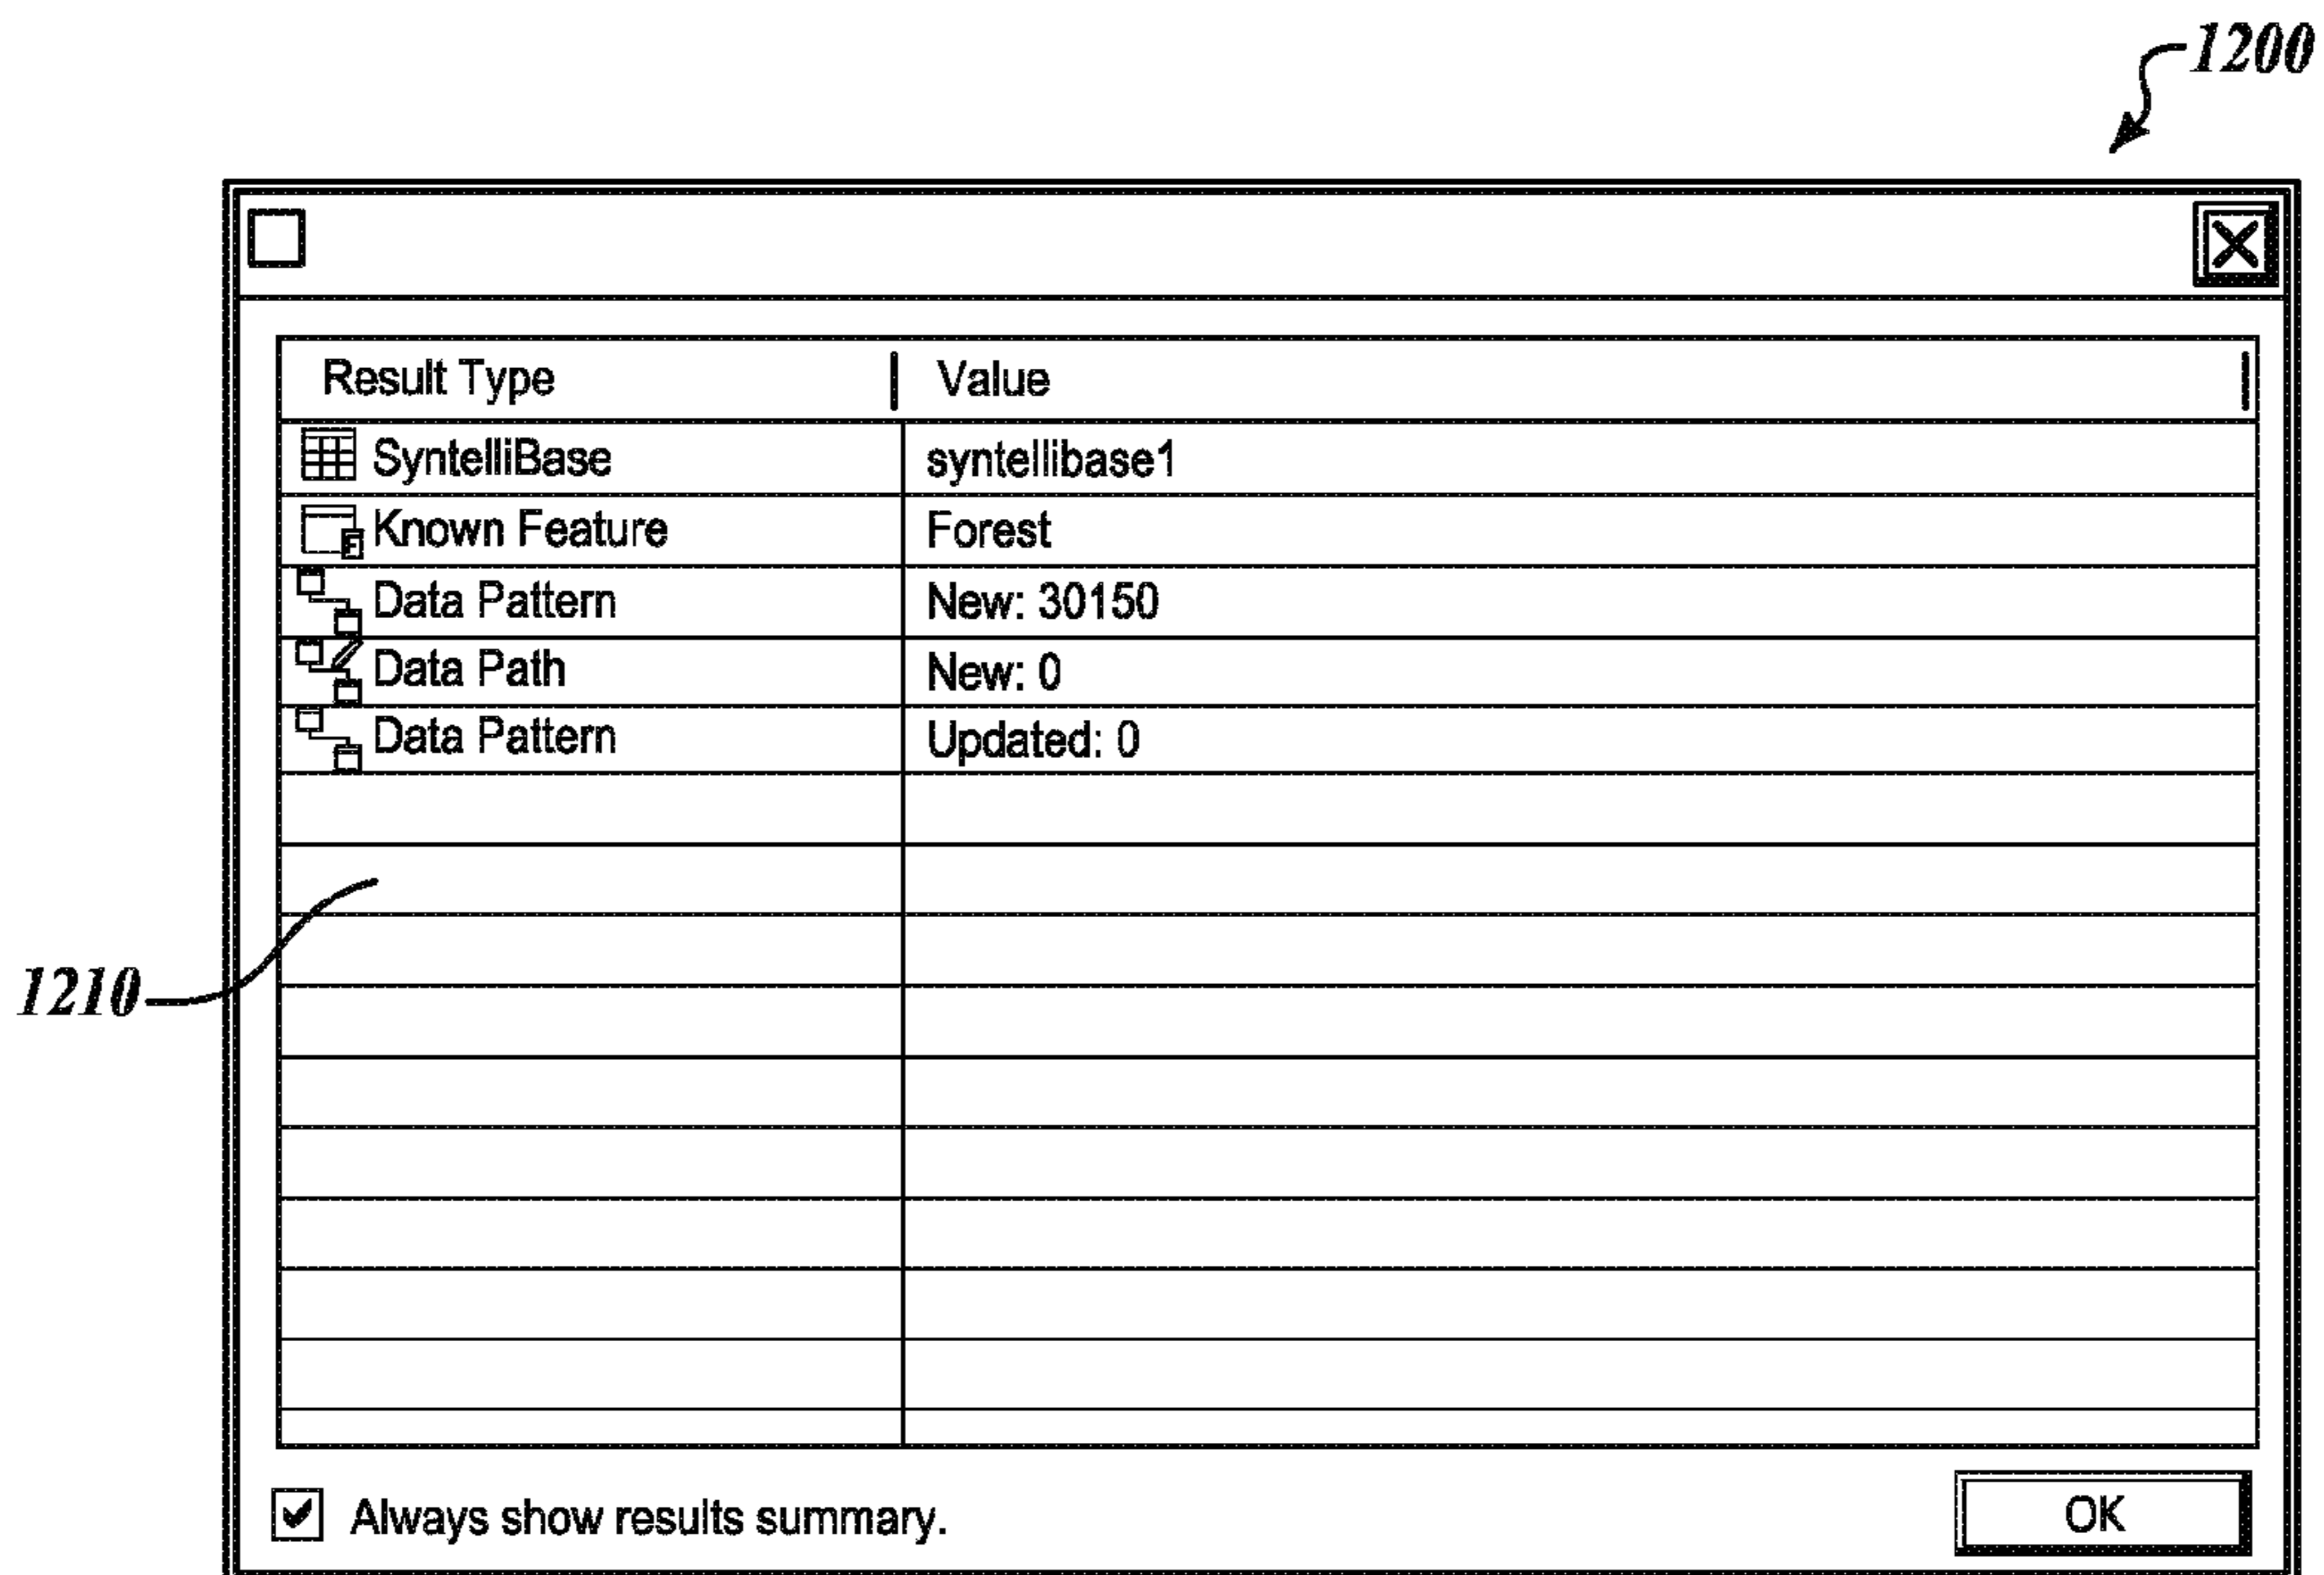 1200
Result Type Value
SyntelliBase syntellibase1
F Known Feature Forest
Data Pattern New: 30150
Data Path New: 0
Data Pattern Updated: 0
1210
Always show results summary. OK